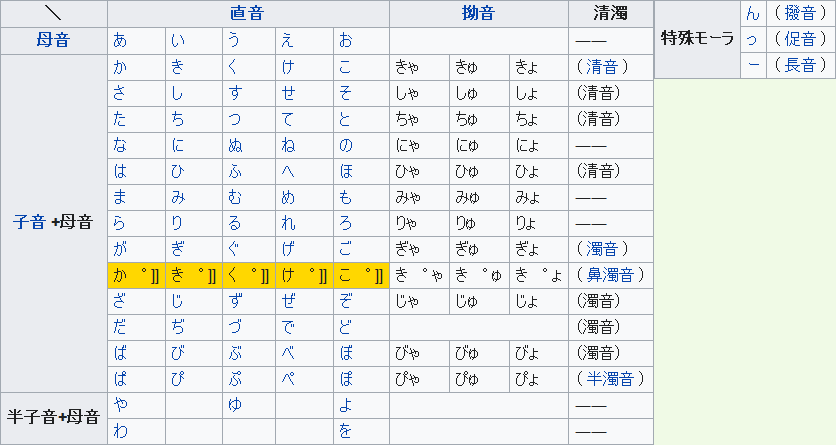 ＼ 直音 拗音 清濁 特殊モーラ ん （撥音）
っ （促音）
母音 あ い う え お ――
ー （長音）
子音+母音 か き く け こ きゃ きゅ きょ （清音）
さ し す せ そ しゃ しゅ しょ （清音）
た ち つ て と ちゃ ちゅ ちょ （清音）
な に ぬ ね の にゃ にゅ にょ ――
は ひ ふ へ ほ ひゃ ひゅ ひょ （清音）
ま み む め も みゃ みゅ みょ ――
ら り る れ ろ りゃ りゅ りょ ――
が ぎ ぐ げ ご ぎゃ ぎゅ ぎょ （濁音）
か゜]] き゜]] く゜]] け゜]] こ゜]] き゜ゃ き゜ゅ き゜ょ （鼻濁音）
ざ じ ず ぜ ぞ じゃ じゅ じょ （濁音）
だ ぢ づ で ど （濁音）
ば び ぶ べ ぼ びゃ びゅ びょ （濁音）
ぱ ぴ ぷ ぺ ぽ ぴゃ ぴゅ ぴょ （半濁音）
半子音+母音 や ゆ よ ――
わ を ――